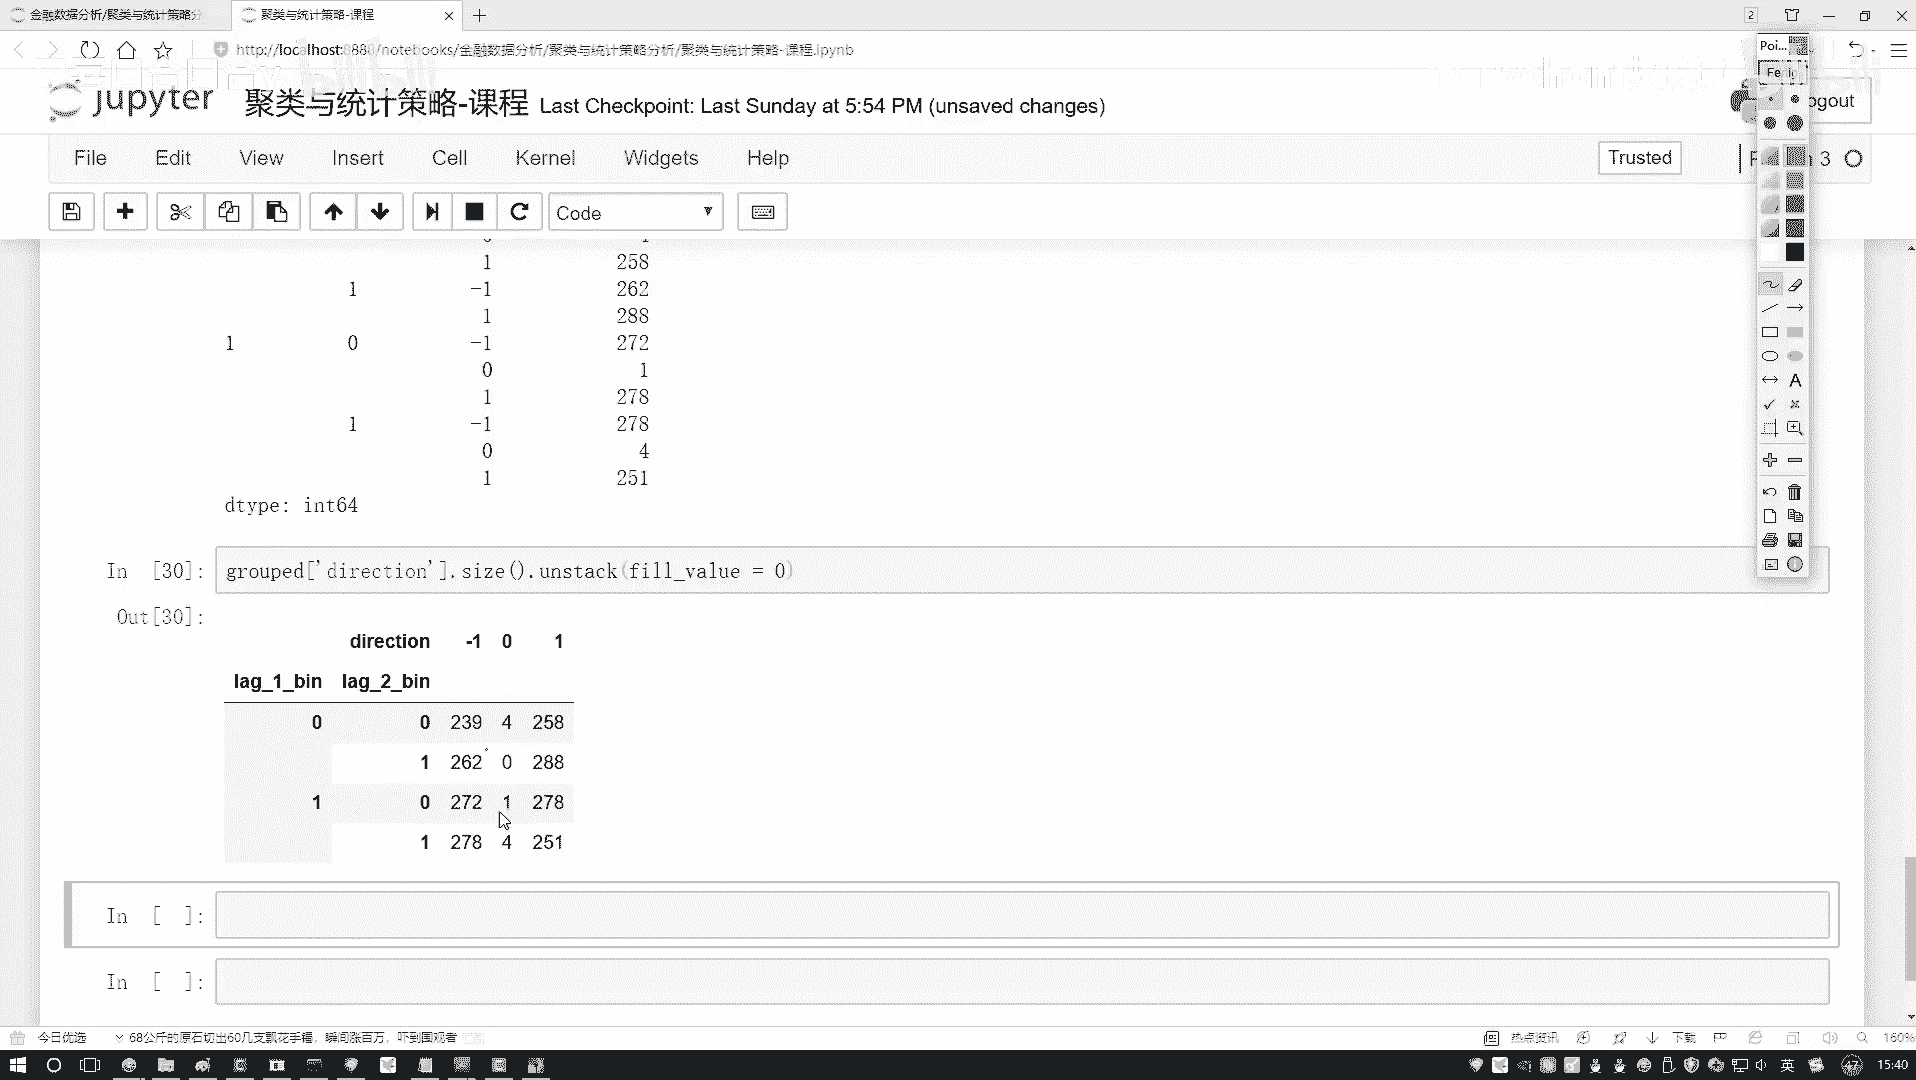 金融数据分析/聚类与统计策略分
聚类与统计策略-课程
2
http://localhost:8888/notebooks/金融数据分析/聚类与统计策略分析/聚类与统计策略-课程.ipynb
Poi...
jupyter 聚类与统计策略-课程 Last Checkpoint: Last Sunday at 5:54 PM (unsaved changes)
ogout
File Edit View Insert Cell Kernel Widgets Help
Trusted
3
Code
1 258
1 -1 262
1 288
1 0 -1 272
0 1
1 278
1 -1 278
0 4
1 251
dtype: int64
In [30]: grouped['direction'].size().unstack(fill_value = 0)
Out[30]:
direction -1 0 1
lag_1_bin lag_2_bin
0 0 239 4 258
1 262 0 288
1 0 272 1 278
1 278 4 251
In [ ]:
In [ ]:
今日优选 68公斤的原石切出60几支飘花手镯，瞬间涨百万，吓到围观者
热点资讯 下载 160%
英 47 15:40